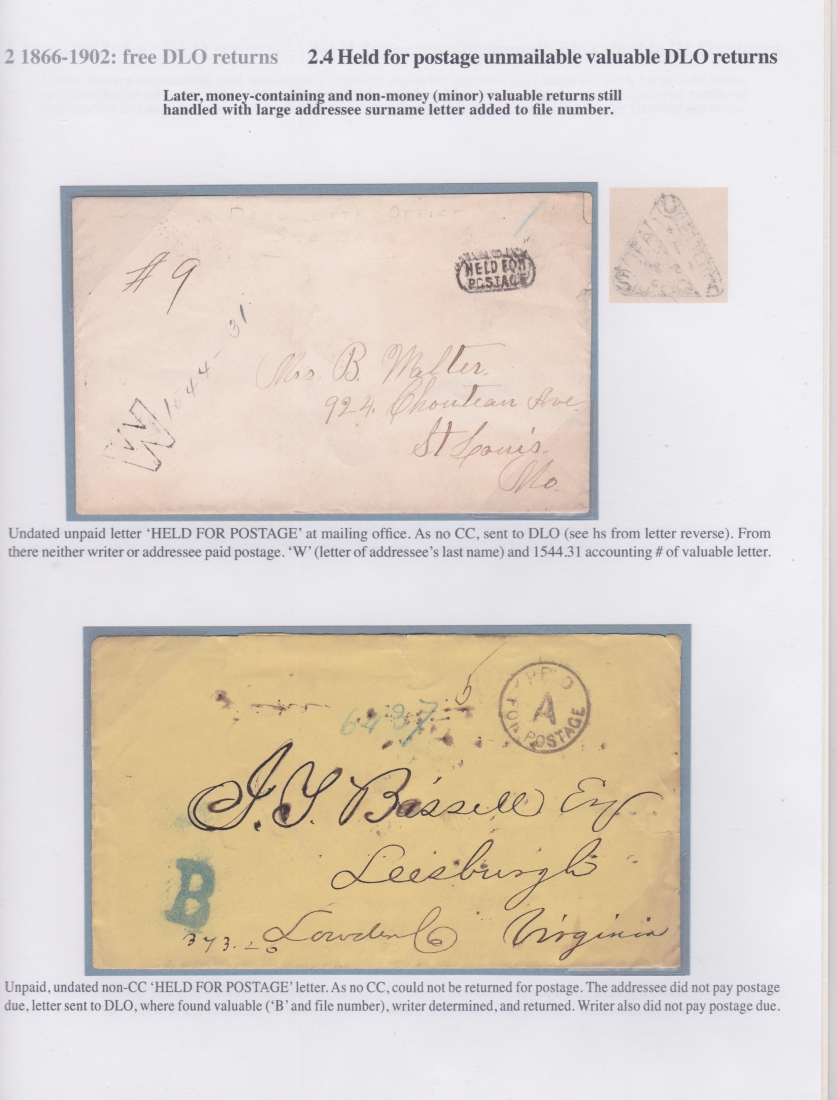 2 1866-1902: free DLO returns 2.4 Held for postage unmailable valuable DLO returns
Later, money-containing and non-money (minor) valuable returns still
handled with large addressee surname letter added to file number.
# 9
HELD FOR
POSTAGE
W 1544-31
Mrs. B. Walter.
924. Chouteau Ave
St Louis.
Mo.
Undated unpaid letter ‘HELD FOR POSTAGE’ at mailing office. As no CC, sent to DLO (see hs from letter reverse). From
there neither writer or addressee paid postage. ‘W’ (letter of addressee’s last name) and 1544.31 accounting # of valuable letter.
HELD
A
FOR POSTAGE
5
6437
J. T. Bassell Esq
Leesburgh
B
373.20 Lowden Co Virginia
Unpaid, undated non-CC ‘HELD FOR POSTAGE’ letter. As no CC, could not be returned for postage. The addressee did not pay postage
due, letter sent to DLO, where found valuable (‘B’ and file number), writer determined, and returned. Writer also did not pay postage due.